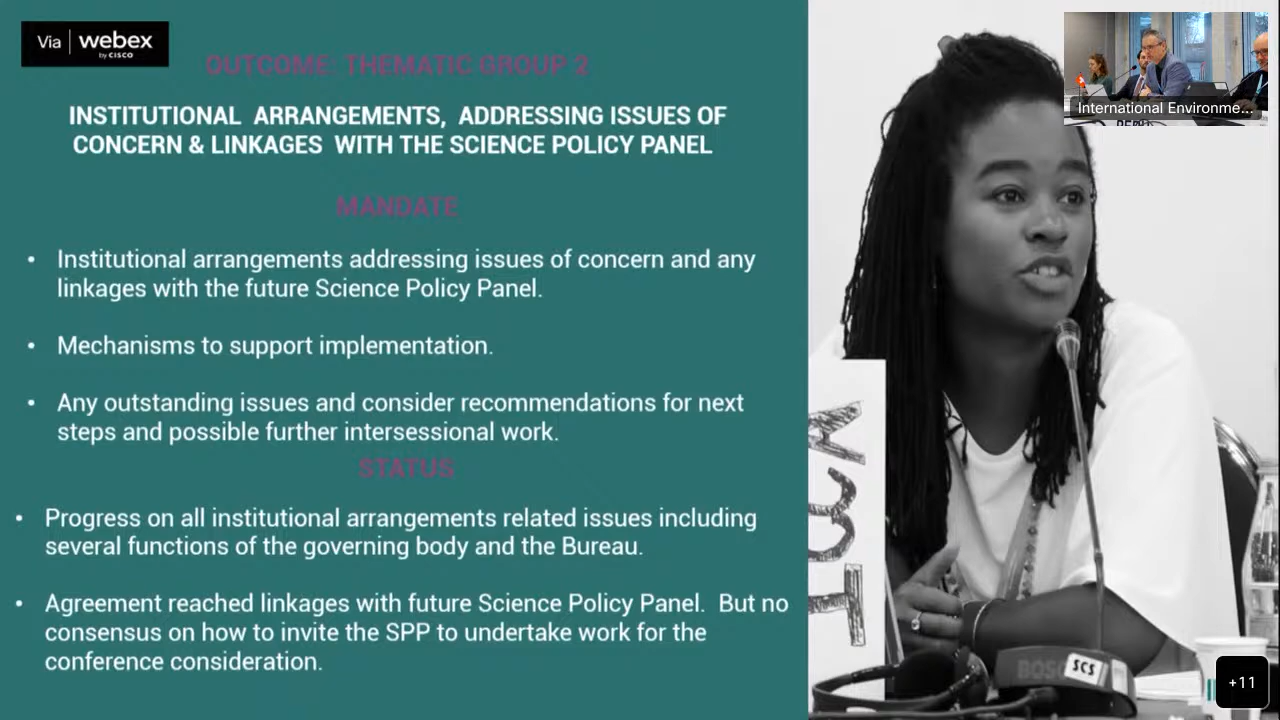 Via webex
by CISCO
OUTCOME: THEMATIC GROUP 2
INSTITUTIONAL ARRANGEMENTS, ADDRESSING ISSUES OF
CONCERN & LINKAGES WITH THE SCIENCE POLICY PANEL
MANDATE
• Institutional arrangements addressing issues of concern and any
linkages with the future Science Policy Panel.
• Mechanisms to support implementation.
• Any outstanding issues and consider recommendations for next
steps and possible further intersessional work.
STATUS
• Progress on all institutional arrangements related issues including
several functions of the governing body and the Bureau.
• Agreement reached linkages with future Science Policy Panel. But no
consensus on how to invite the SPP to undertake work for the
conference consideration.
International Environme...
SCS
+11